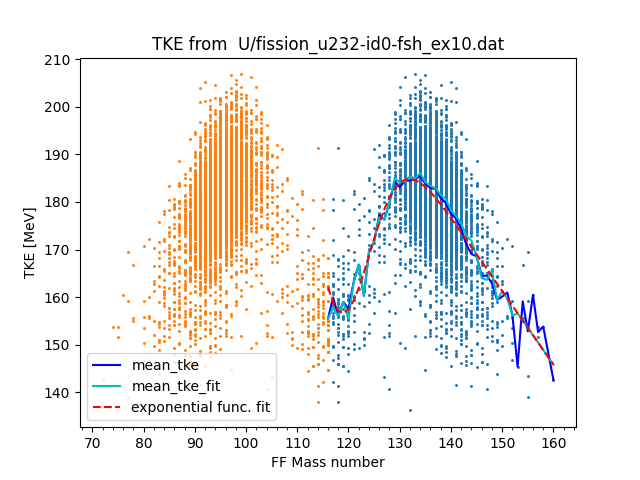 TKE from  U/fission_u232-id0-fsh_ex10.dat
210
200
190
180
170
160
150
140
TKE [MeV]
mean_tke
mean_tke_fit
exponential func. fit
70 80 90 100 110 120 130 140 150 160
FF Mass number